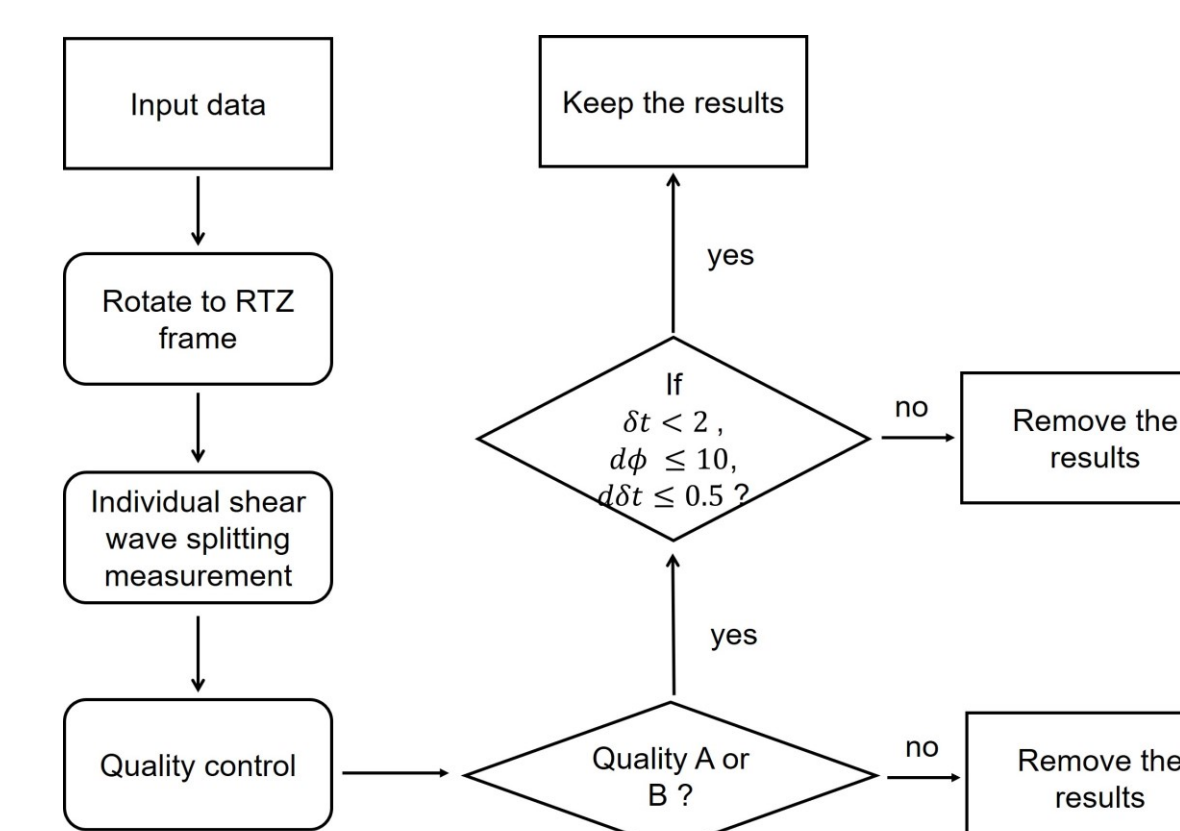 Input data
Rotate to RTZ
frame
Individual shear
wave splitting
measurement
Quality control
Quality A or
B ?
no
Remove the
results
yes
If
δt < 2 ,
dϕ ≤ 10,
dδt ≤ 0.5 ?
no
Remove the
results
yes
Keep the results